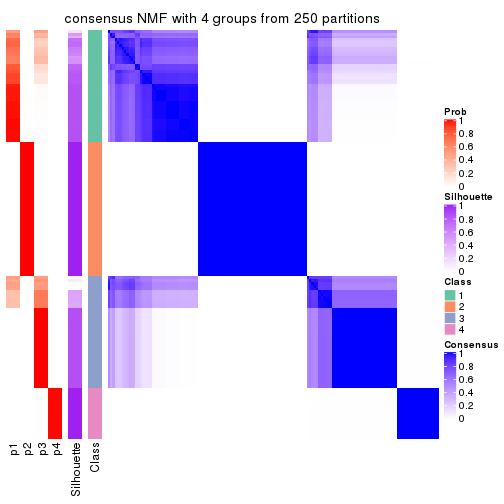 consensus NMF with 4 groups from 250 partitions
p1
p2
p3
p4
Silhouette
Class
Prob
1
0.8
0.6
0.4
0.2
0
Silhouette
1
0.8
0.6
0.4
0.2
0
Class
1
2
3
4
Consensus
1
0.8
0.6
0.4
0.2
0